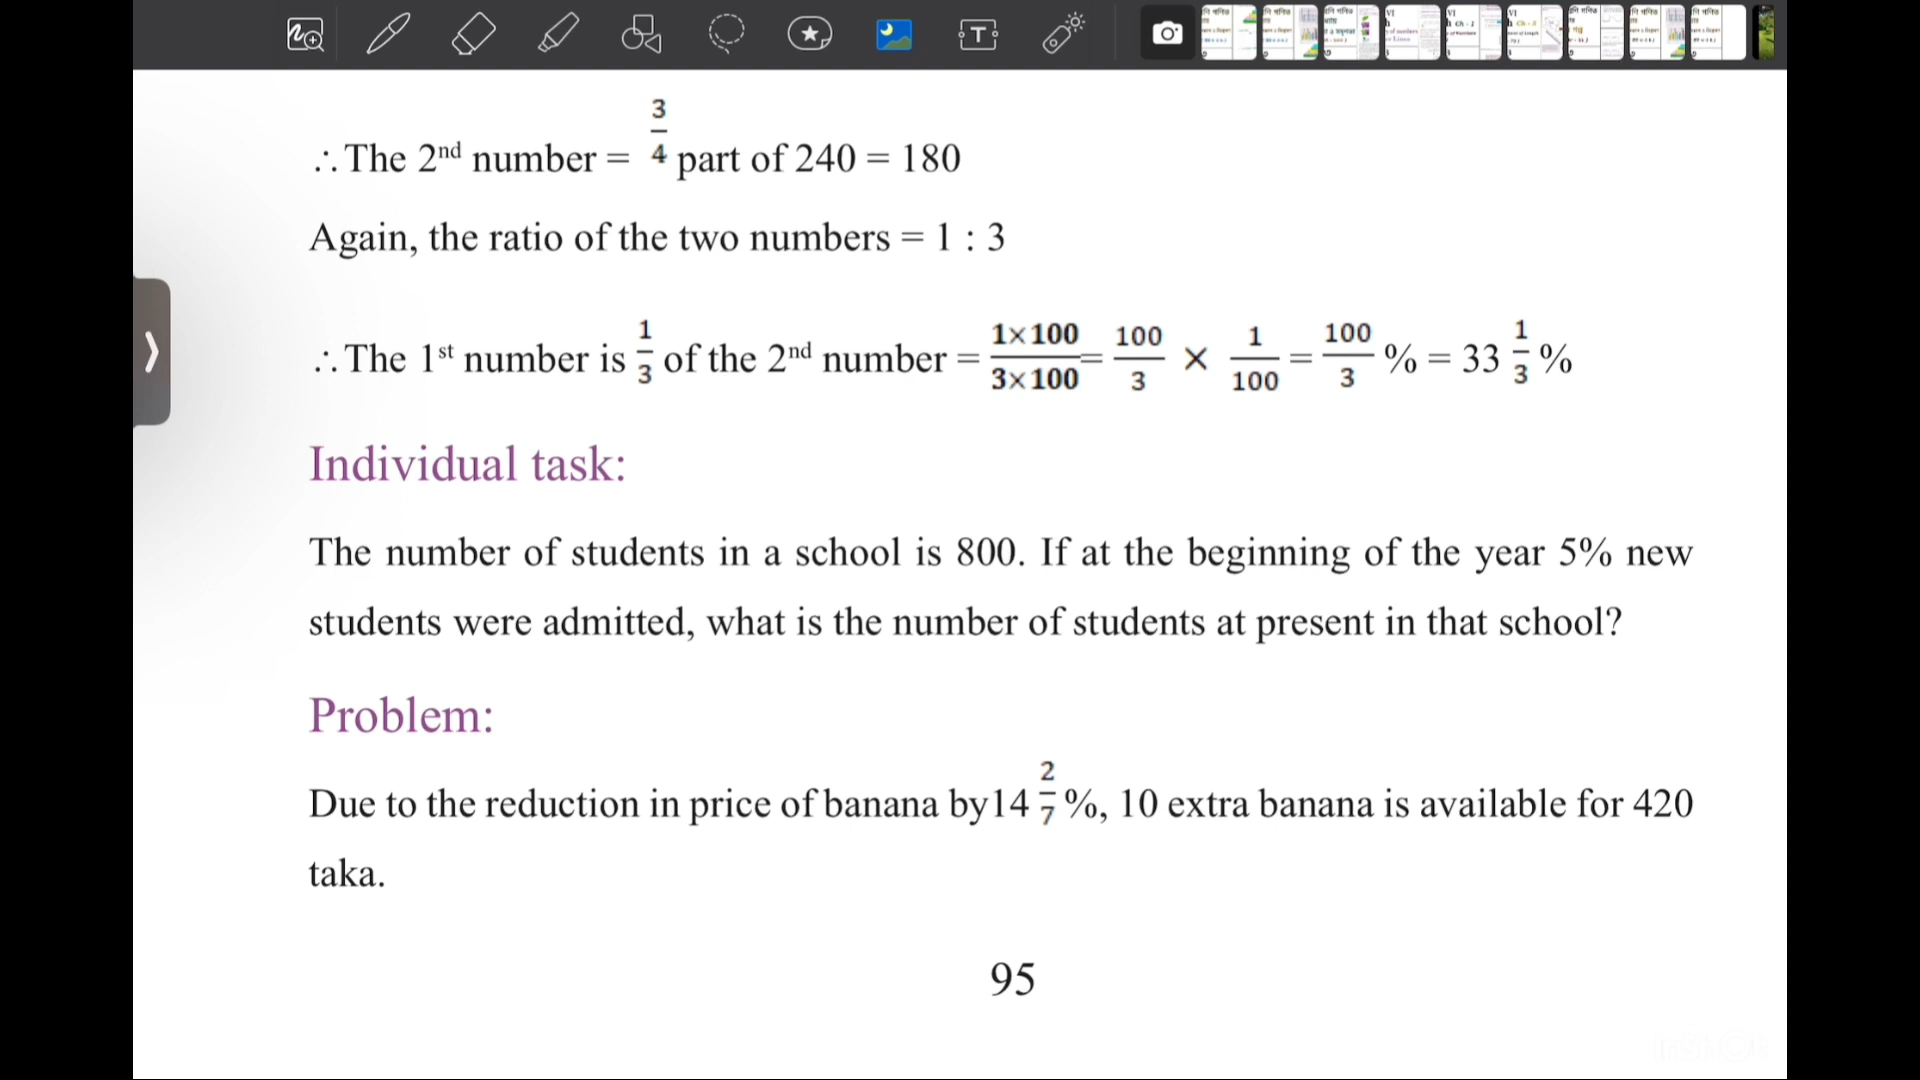 ∴ The 2nd number = 3/4 part of 240 = 180
Again, the ratio of the two numbers = 1 : 3
∴ The 1st number is 1/3 of the 2nd number = 1×100/3×100 = 100/3 × 1/100 = 100/3 % = 33 1/3 %
Individual task:
The number of students in a school is 800. If at the beginning of the year 5% new
students were admitted, what is the number of students at present in that school?
Problem:
Due to the reduction in price of banana by14 2/7 %, 10 extra banana is available for 420
taka.
95